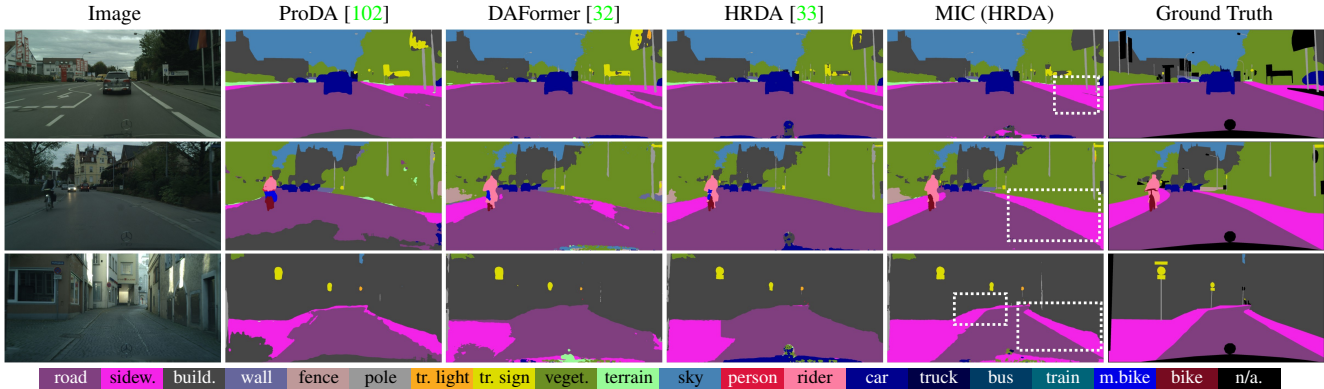 Image ProDA [102] DAFormer [32] HRDA [33] MIC (HRDA) Ground Truth
road sidew. build. wall fence pole tr. light tr. sign veget. terrain sky person rider car truck bus train m.bike bike n/a.